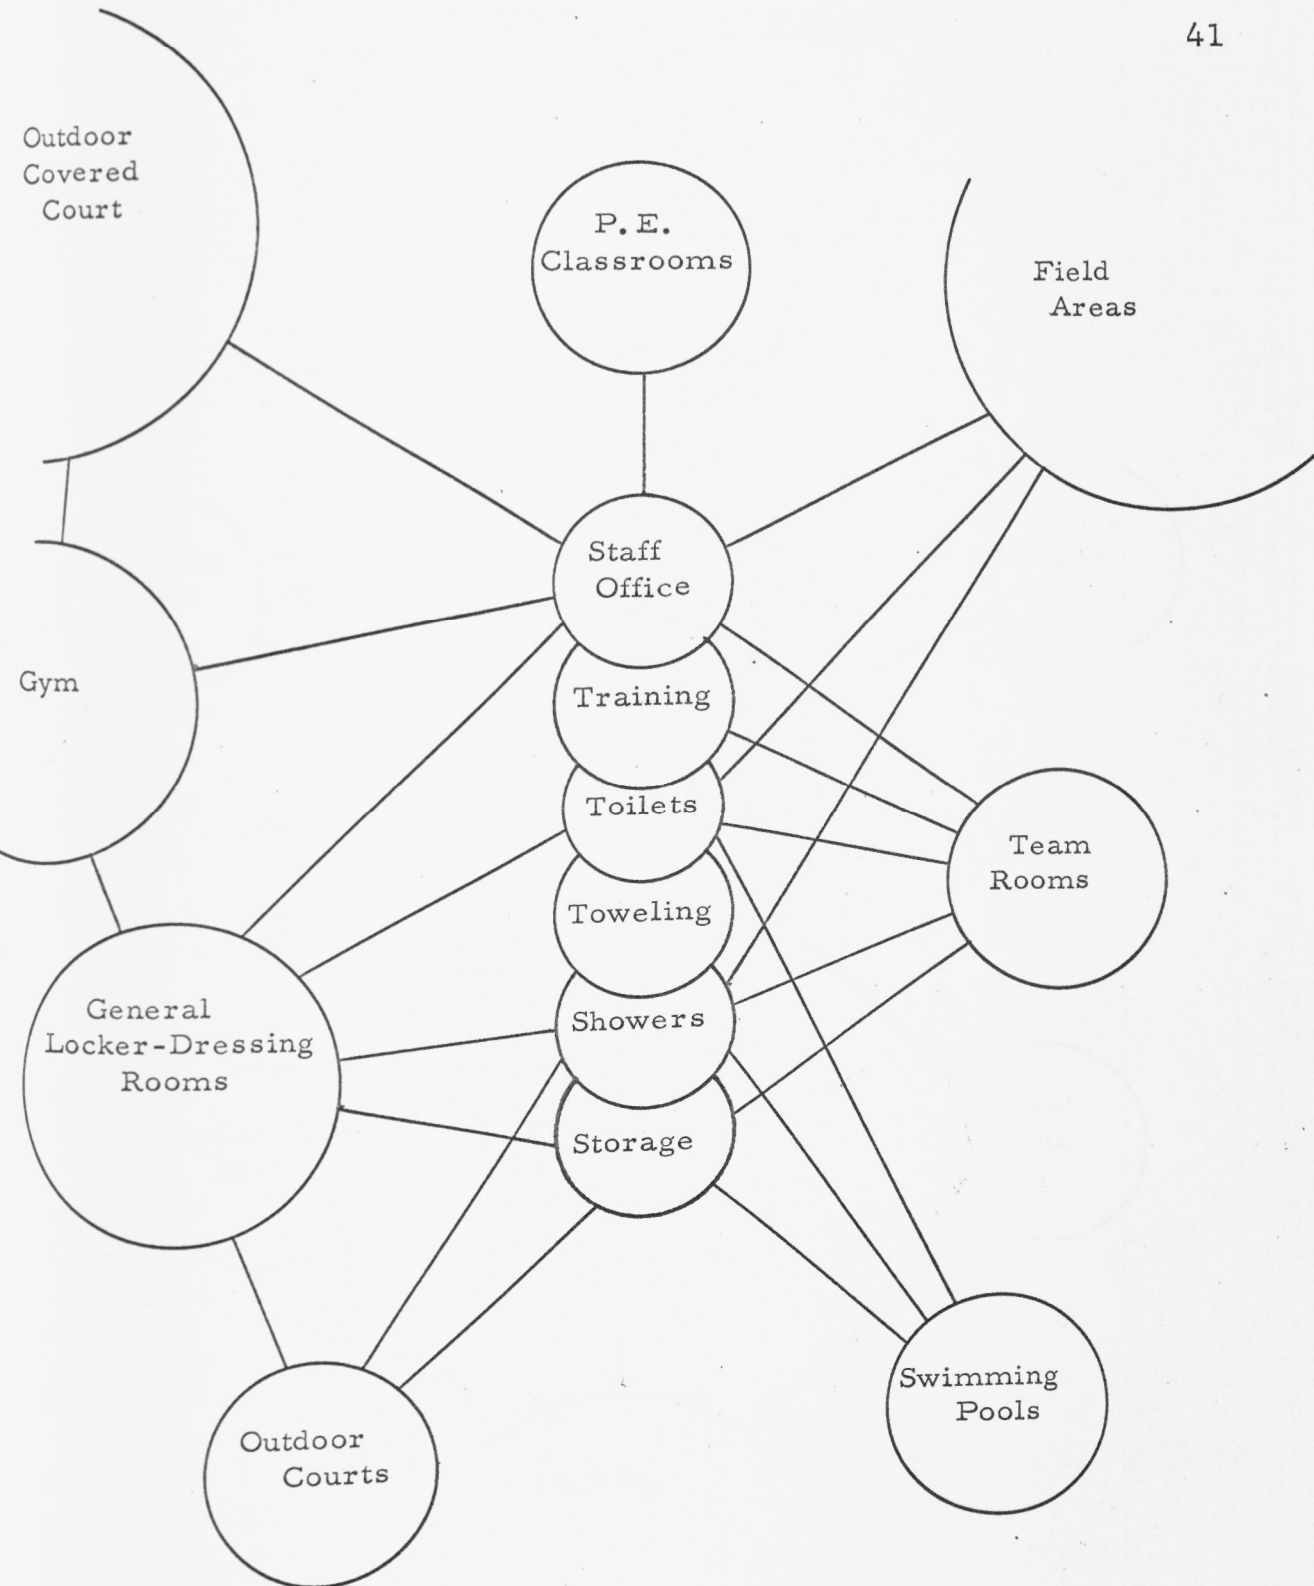 41
Outdoor
Covered
Court
P. E.
Classrooms
Field
Areas
Staff
Office
Gym
Training
Toilets
Team
Rooms
Toweling
General
Locker-Dressing
Rooms
Showers
Storage
Swimming
Pools
Outdoor
Courts